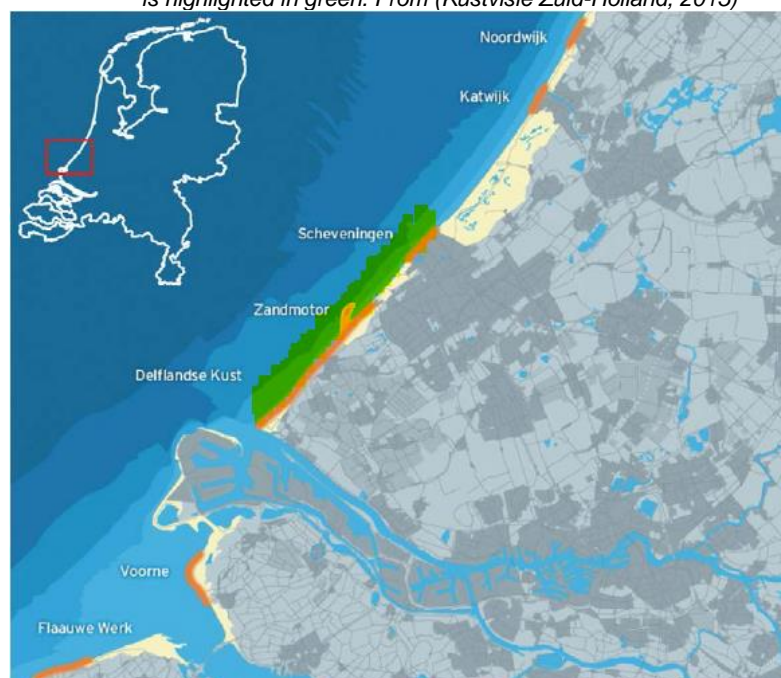 is highlighted in green. From (Kustvisie Zuid-Holland, 2015)
Noordwijk
Katwijk
Scheveningen
Zandmotor
Delflandse Kust
Voorne
Flaauwe Werk